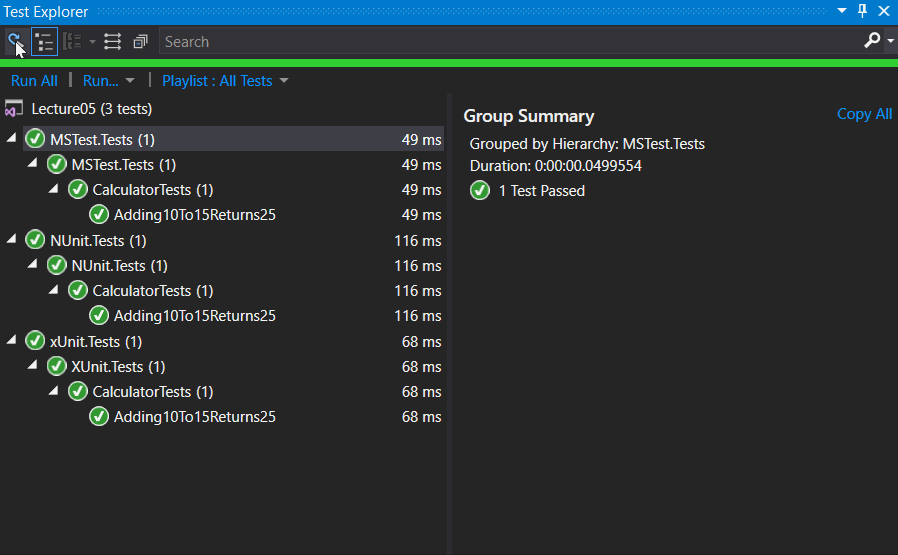 Test Explorer
Search
Run All | Run... | Playlist : All Tests
Lecture05 (3 tests)
MSTest.Tests (1) 49 ms
MSTest.Tests (1) 49 ms
CalculatorTests (1) 49 ms
Adding10To15Returns25 49 ms
NUnit.Tests (1) 116 ms
NUnit.Tests (1) 116 ms
CalculatorTests (1) 116 ms
Adding10To15Returns25 116 ms
xUnit.Tests (1) 68 ms
XUnit.Tests (1) 68 ms
CalculatorTests (1) 68 ms
Adding10To15Returns25 68 ms
Group Summary Copy All
Grouped by Hierarchy: MSTest.Tests
Duration: 0:00:00.0499554
1 Test Passed